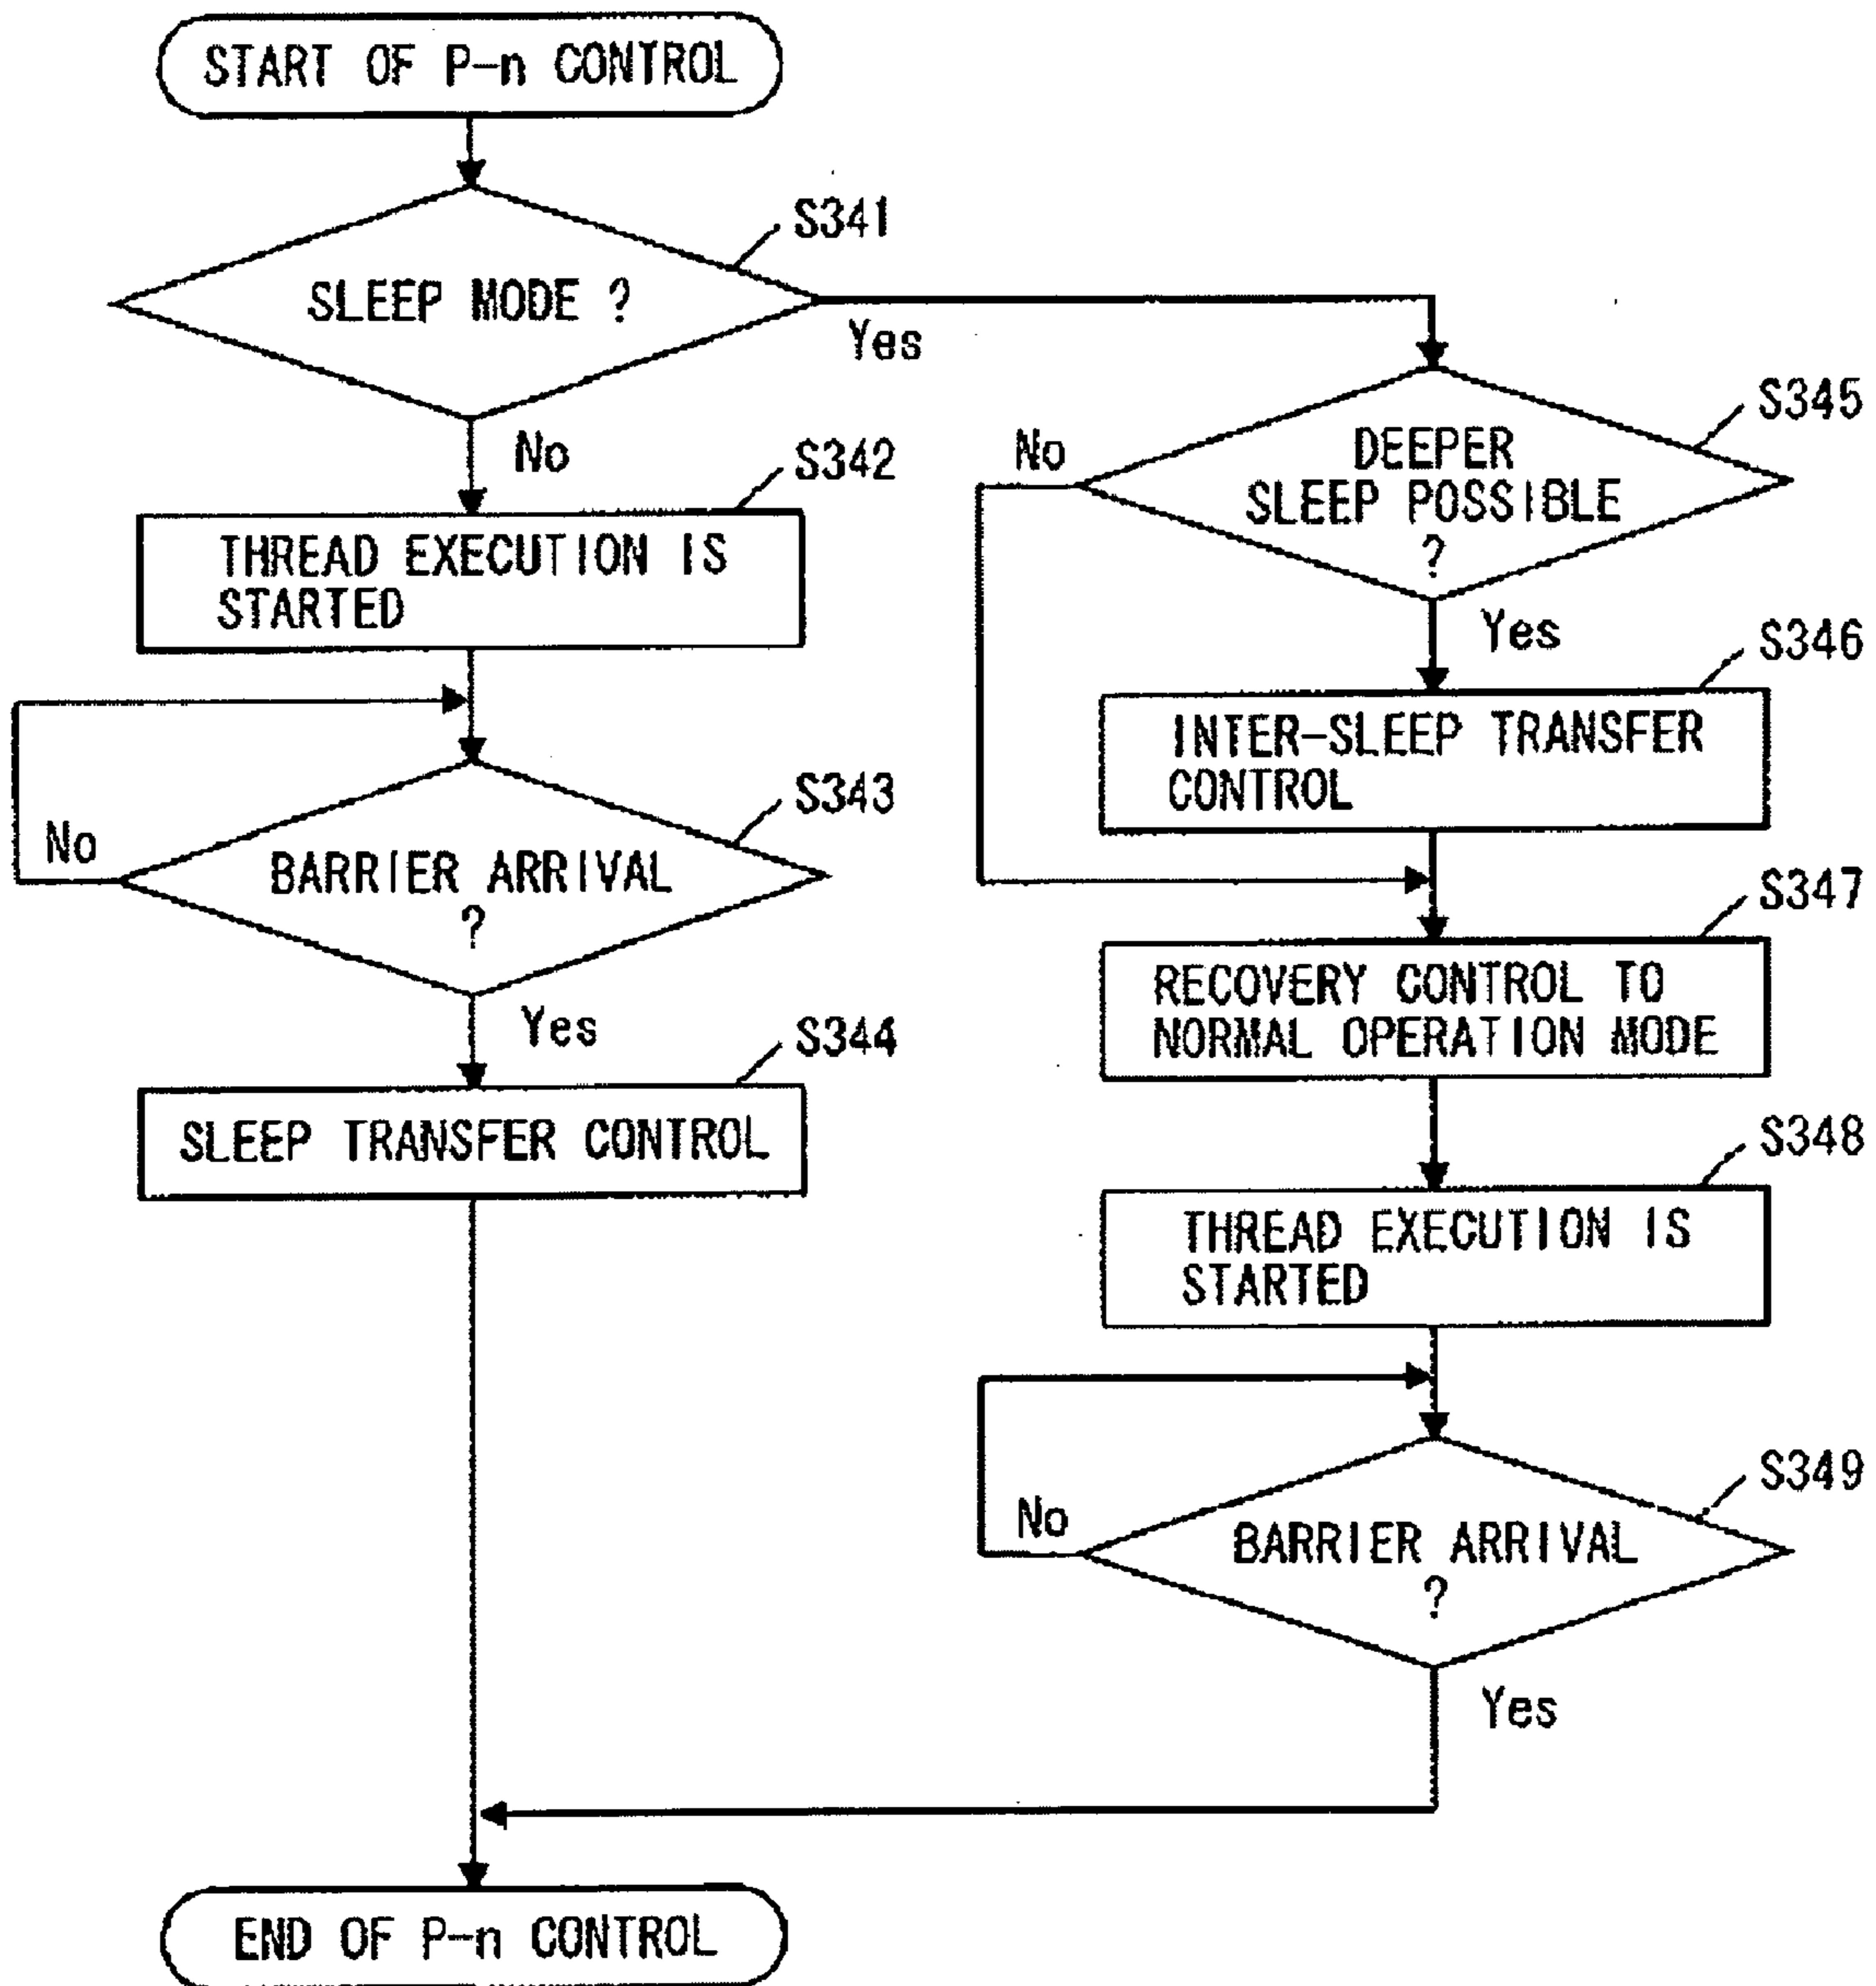 START OF P-n CONTROL
S341
SLEEP MODE ?
Yes
No
S342
THREAD EXECUTION IS
STARTED
S343
No
BARRIER ARRIVAL
?
Yes
S344
SLEEP TRANSFER CONTROL
S345
No
DEEPER
SLEEP POSSIBLE
?
Yes
S346
INTER-SLEEP TRANSFER
CONTROL
S347
RECOVERY CONTROL TO
NORMAL OPERATION MODE
S348
THREAD EXECUTION IS
STARTED
S349
No
BARRIER ARRIVAL
?
Yes
END OF P-n CONTROL